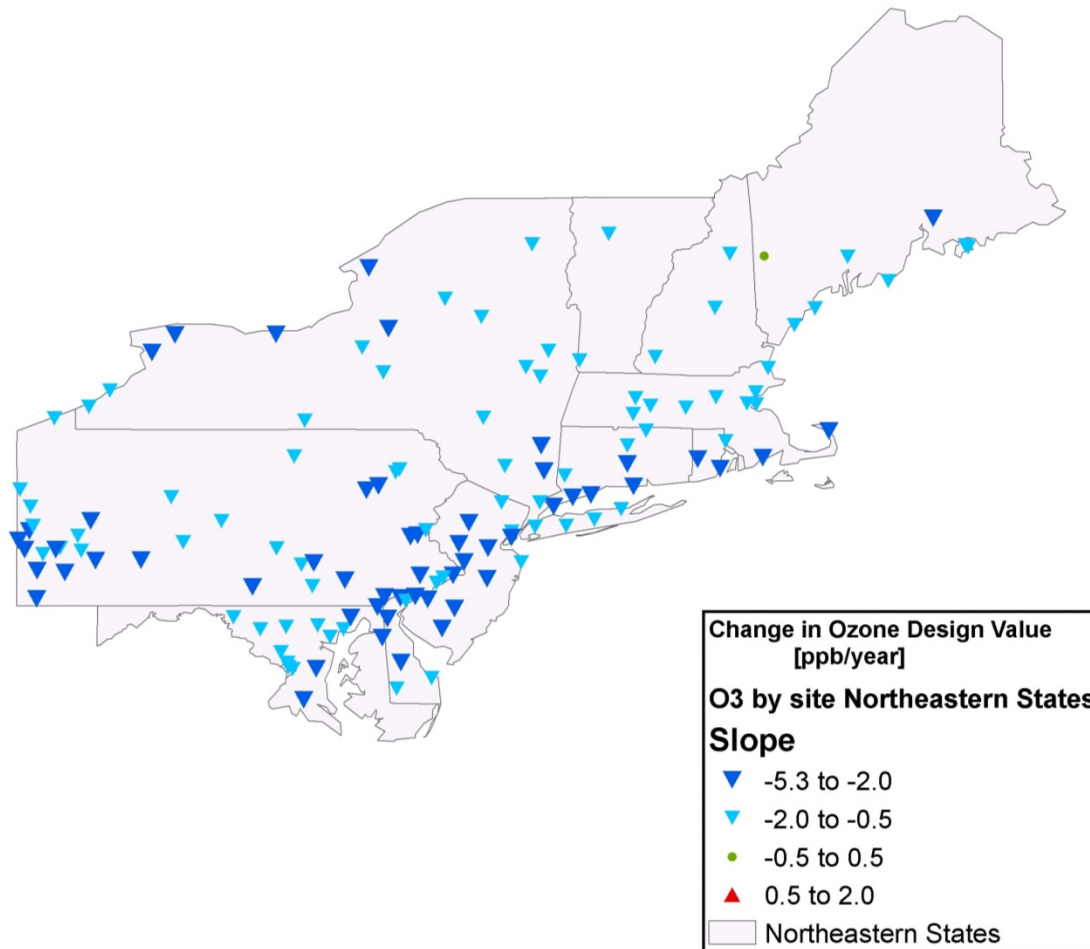 Change in Ozone Design Value
[ppb/year]
O3 by site Northeastern States
Slope
-5.3 to -2.0
-2.0 to -0.5
-0.5 to 0.5
0.5 to 2.0
Northeastern States